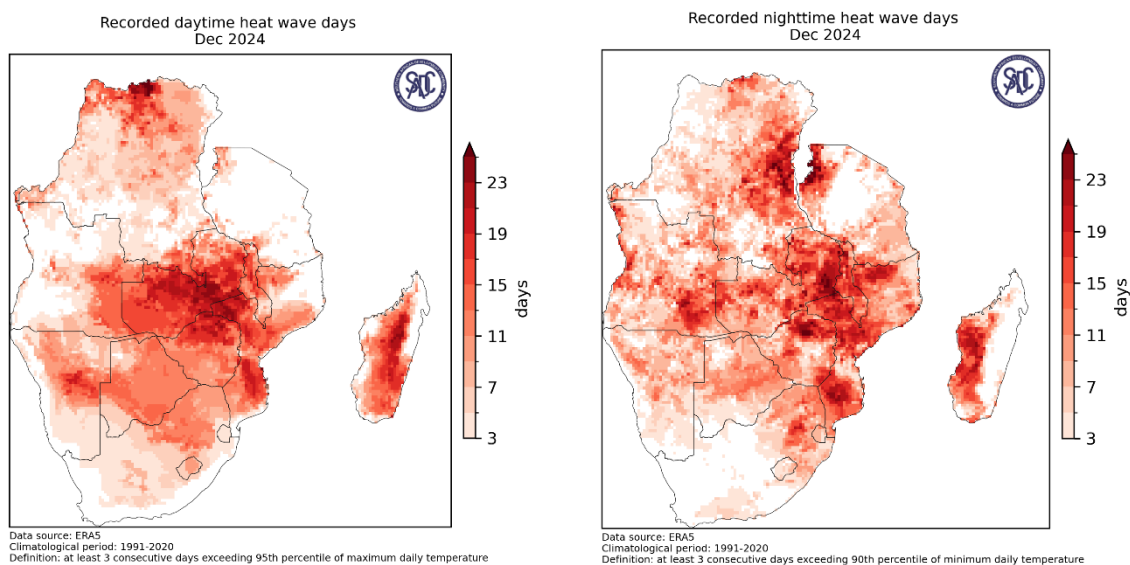 Recorded daytime heat wave days
Dec 2024
SADC
23
19
15
11
7
3
days
Data source: ERA5
Climatological period: 1991-2020
Definition: at least 3 consecutive days exceeding 95th percentile of maximum daily temperature
Recorded nighttime heat wave days
Dec 2024
SADC
23
19
15
11
7
3
days
Data source: ERA5
Climatological period: 1991-2020
Definition: at least 3 consecutive days exceeding 90th percentile of minimum daily temperature